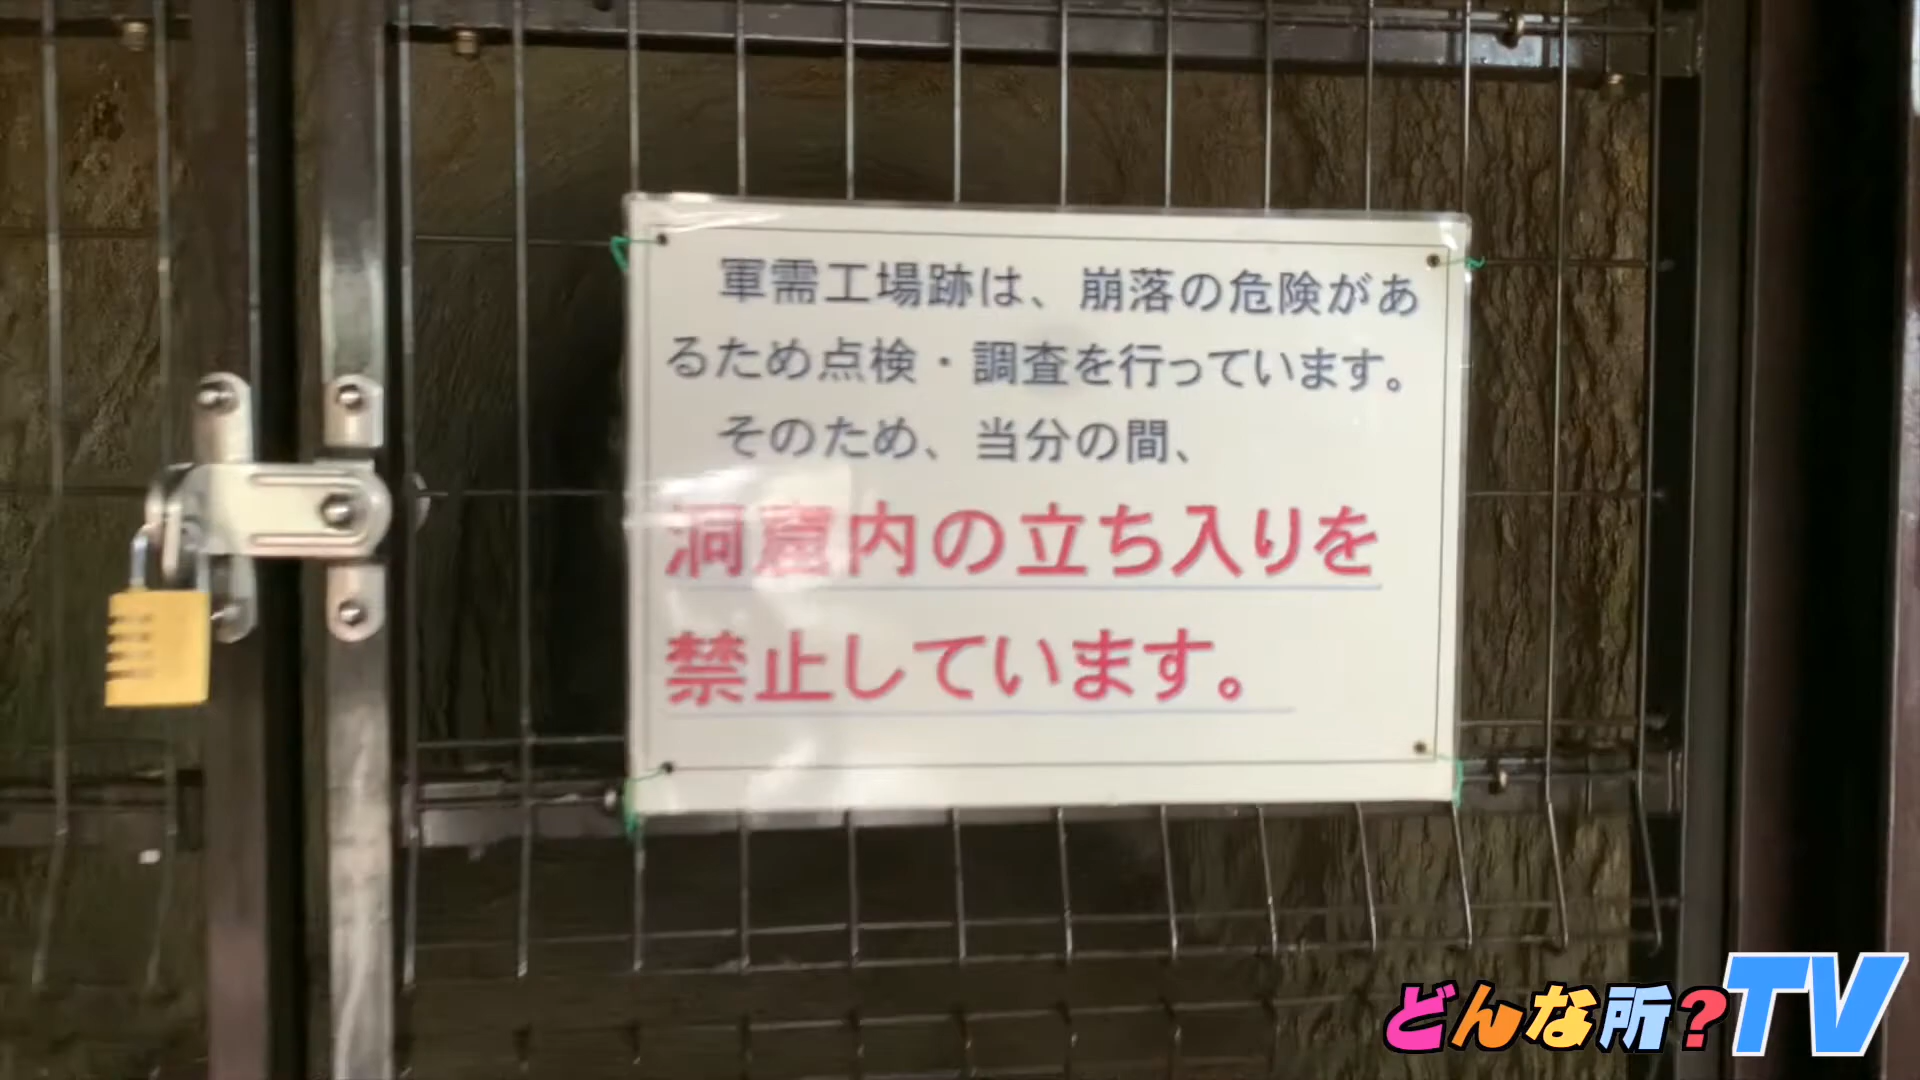 軍需工場跡は、崩落の危険があ
るため点検・調査を行っています。
そのため、当分の間、
洞窟内の立ち入りを
禁止しています。
どんな所?TV